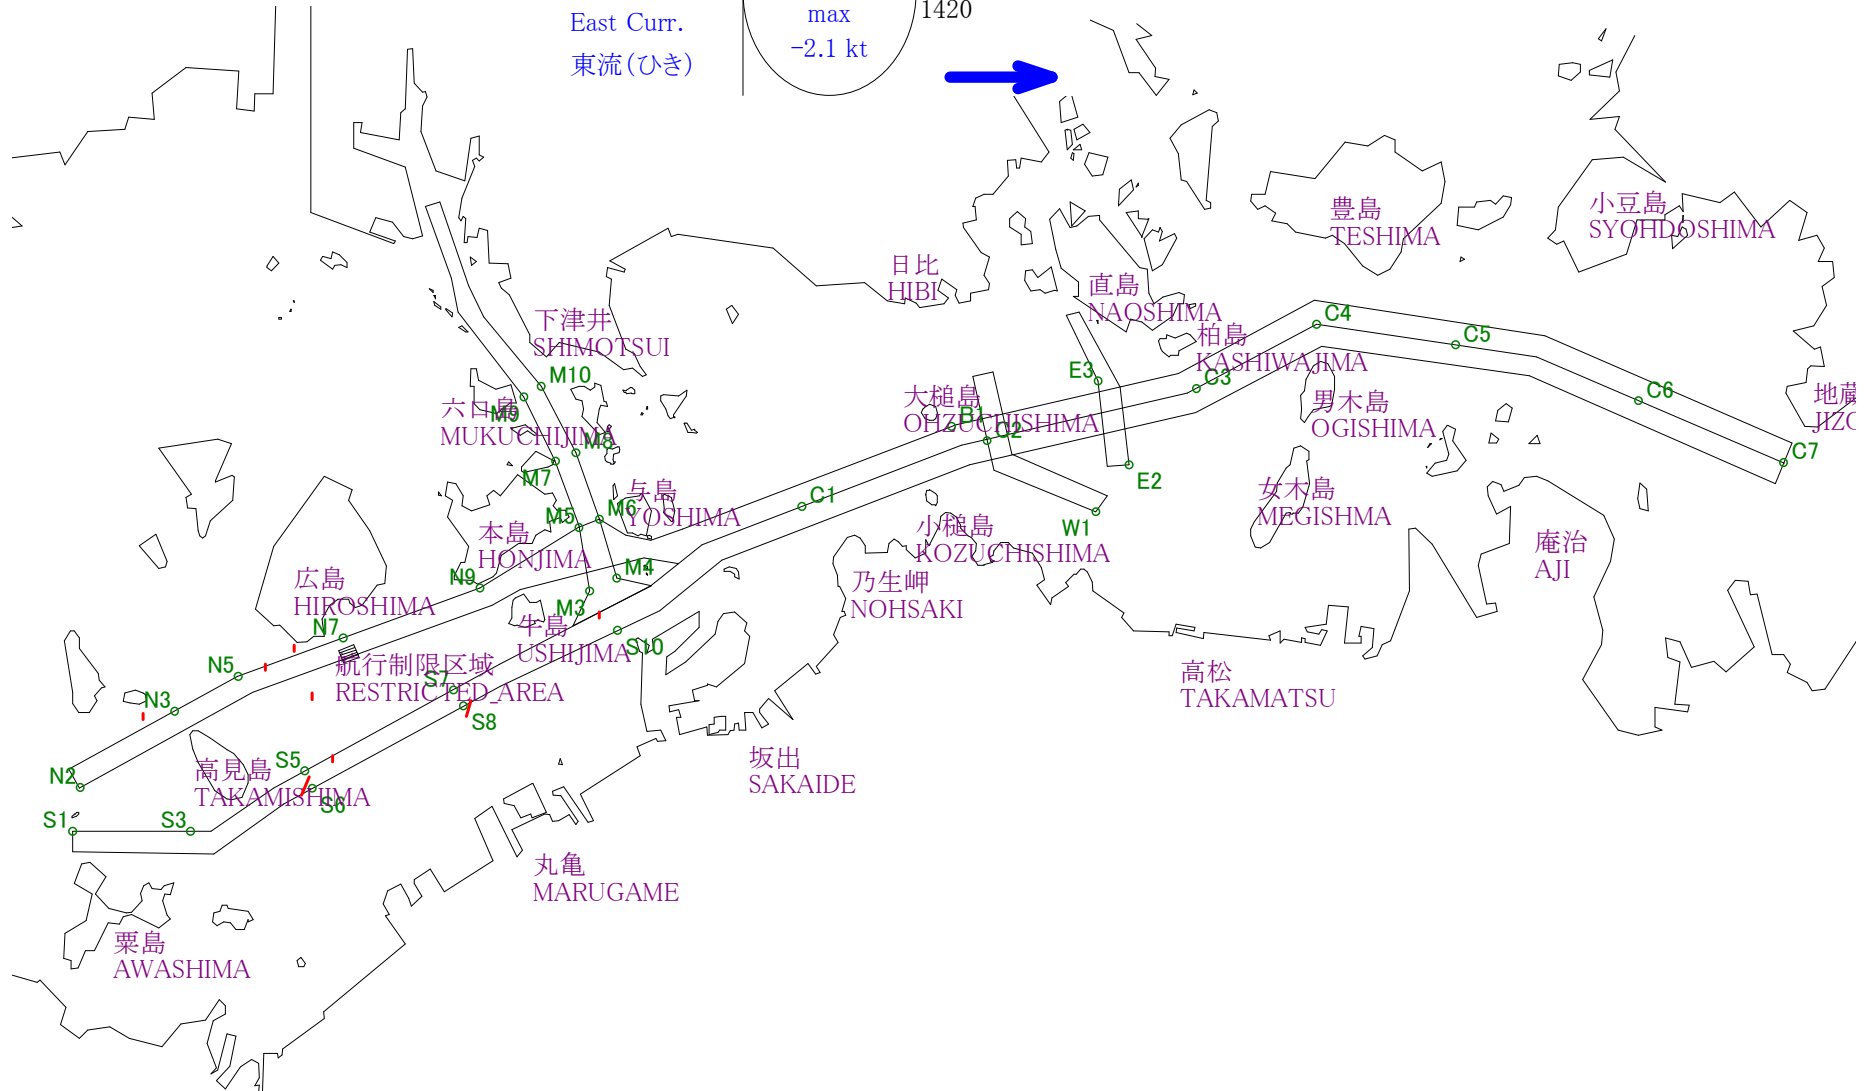 East Curr.
東流(ひき)
max
-2.1 kt
1420
小豆島
SYOHDOSHIMA
豊島
TESHIMA
日比
HIBI
直島
NAOSHIMA
下津井
SHIMOTSUI
柏島
KASHIWAJIMA
C4
C5
C3
E3
M10
M9
六口島
MUKUCHIJIMA
M8
M7
大槌島
OHZUCHISHIMA
B1
C2
男木島
OGISHIMA
C6
地蔵
JIZO
C7
E2
与島
YOSHIMA
C1
M6
M5
W1
女木島
MEGISHMA
小槌島
KOZUCHISHIMA
本島
HONJIMA
庵治
AJI
N9
M4
M3
乃生岬
NOHSAKI
広島
HIROSHIMA
N7
牛島
USHIJIMA
S10
N5
航行制限区域
RESTRICTED_AREA
S7
S8
高松
TAKAMATSU
N3
N2
高見島
TAKAMISHIMA
S5
S6
坂出
SAKAIDE
S1
S3
丸亀
MARUGAME
粟島
AWASHIMA